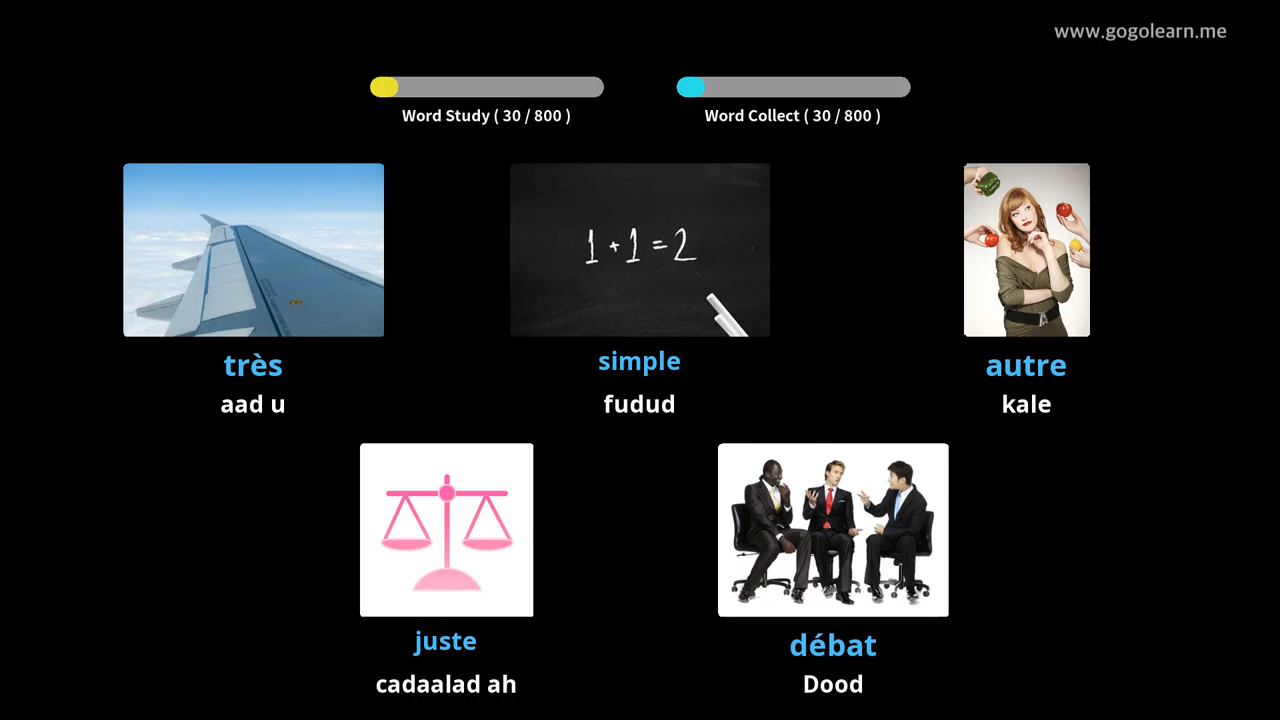 www.gogolearn.me
Word Study ( 30 / 800 )
Word Collect ( 30 / 800 )
1 + 1 = 2
très
aad u
simple
fudud
autre
kale
juste
cadaalad ah
débat
Dood